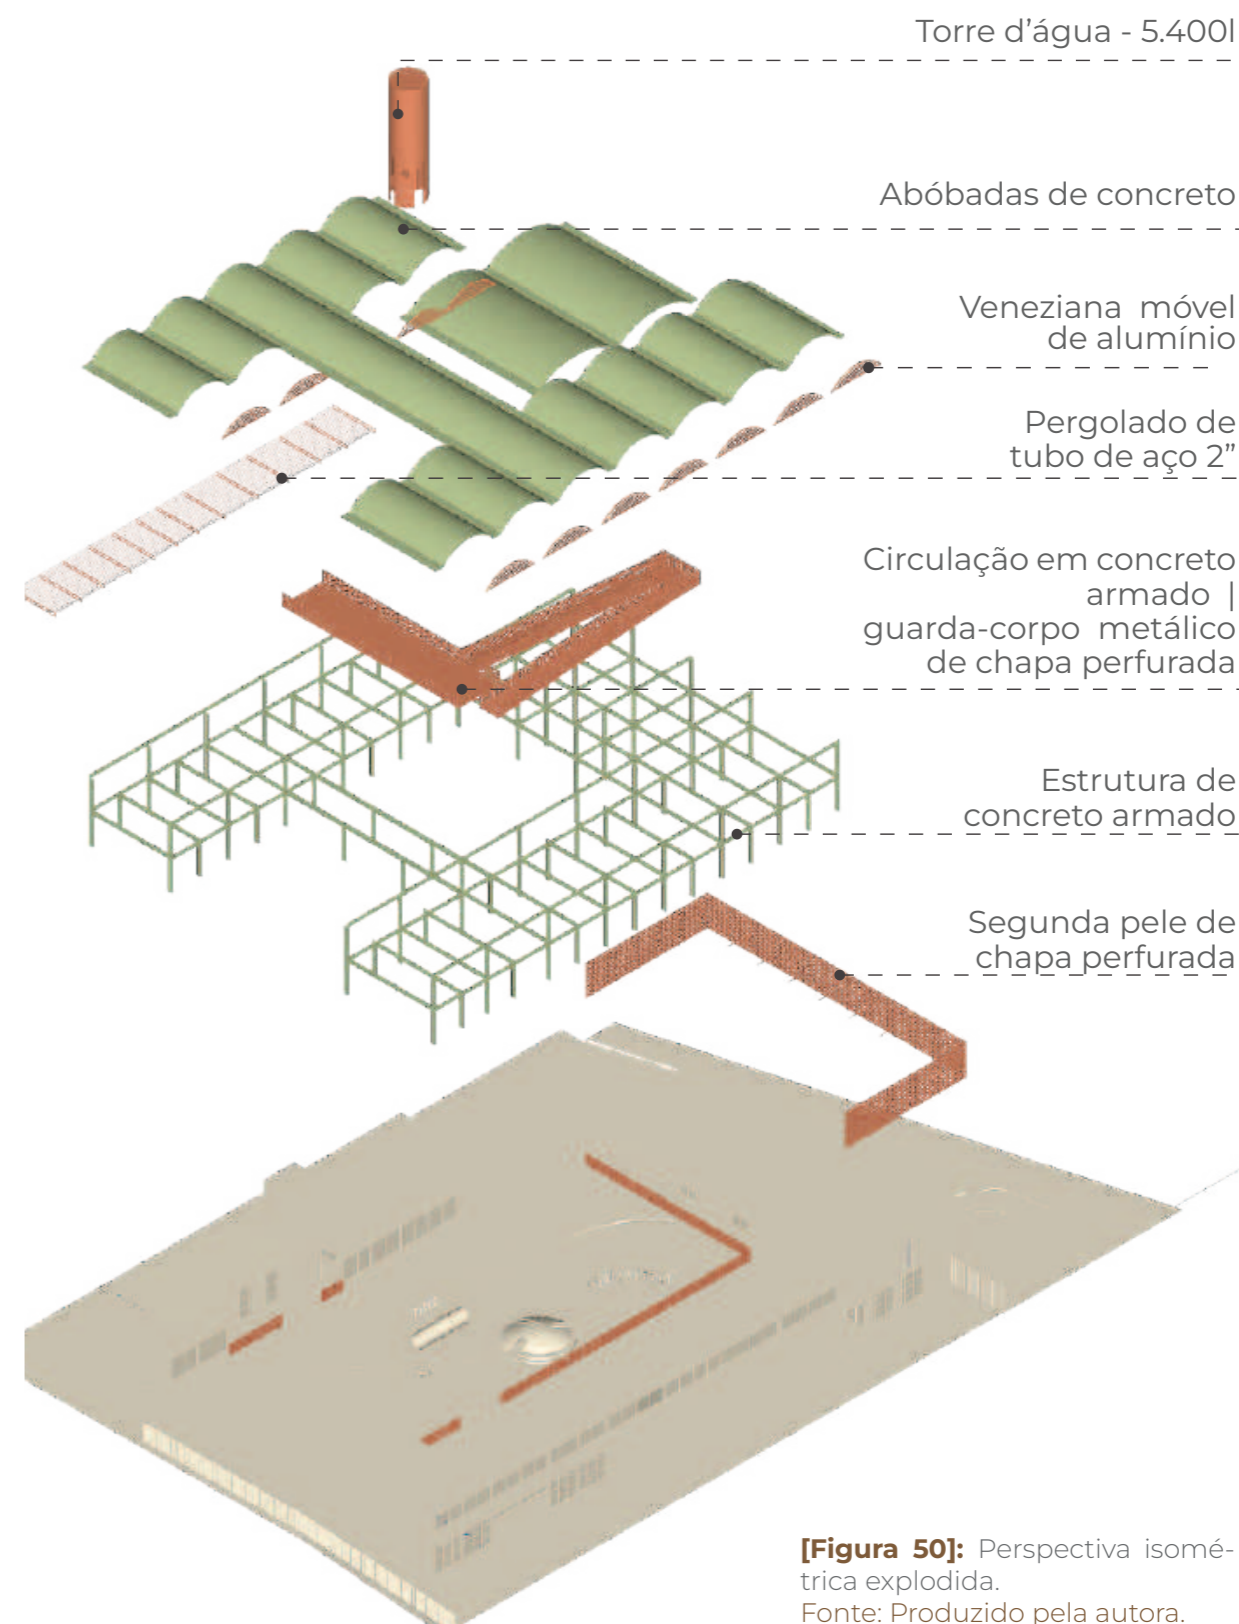 Torre d’água - 5.400l
Abóbadas de concreto
Veneziana móvel
de alumínio
Pergolado de
tubo de aço 2”
Circulação em concreto
armado |
guarda-corpo metálico
de chapa perfurada
Estrutura de
concreto armado
Segunda pele de
chapa perfurada
[Figura 50]: Perspectiva isomé-
trica explodida.
Fonte: Produzido pela autora.